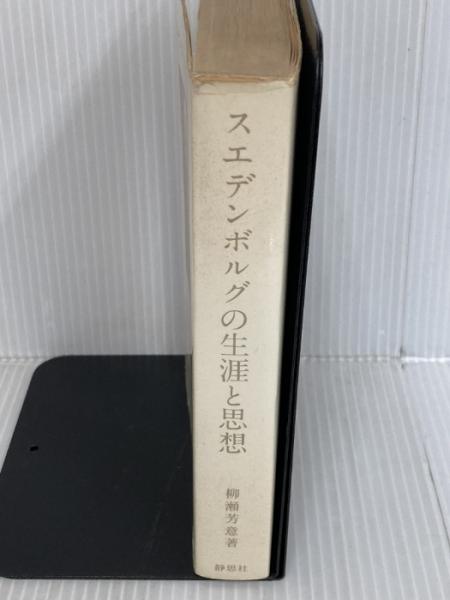 スエデンボルグの生涯と思想
柳瀬芳意著
静思社